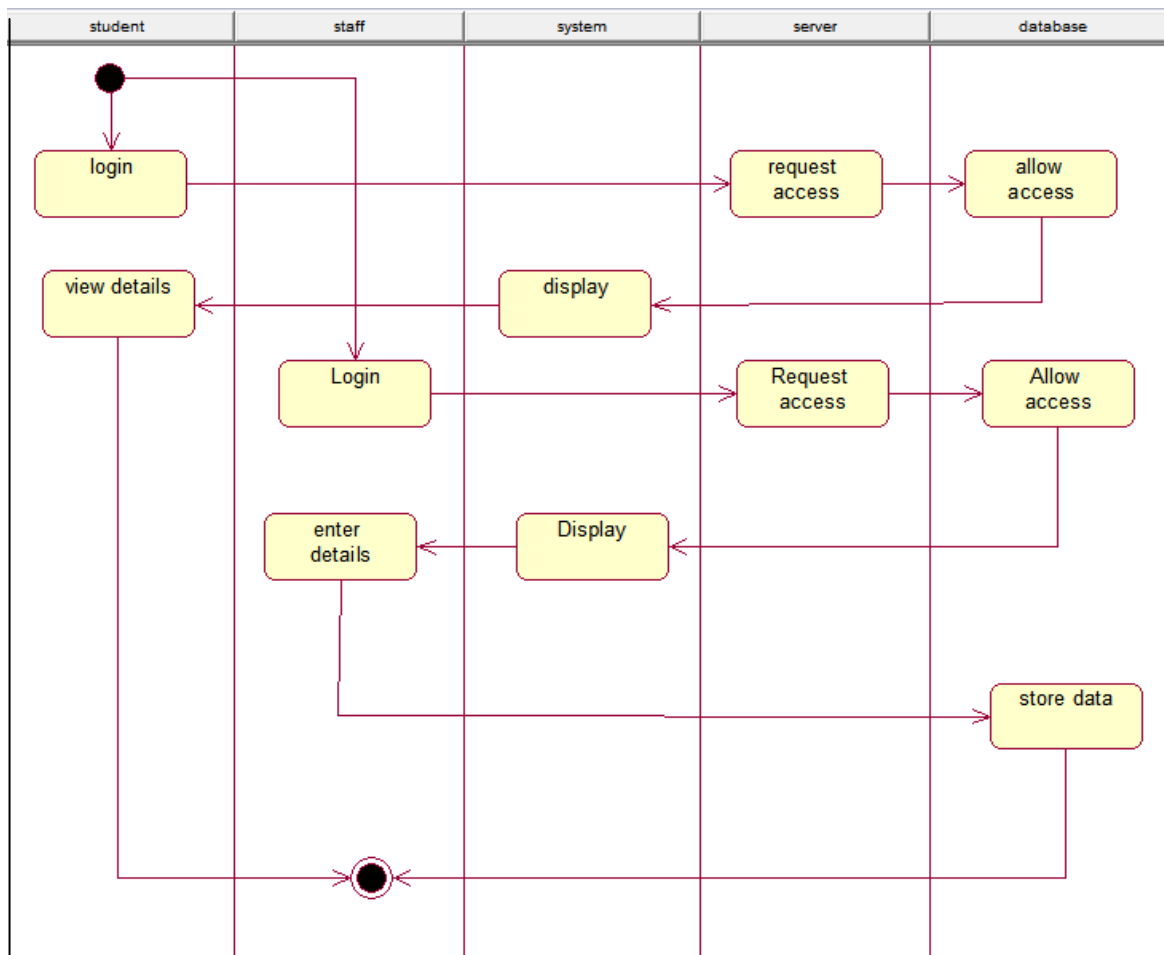 student
staff
system
server
database
login
request
access
allow
access
view details
display
Login
Request
access
Allow
access
enter
details
Display
store data